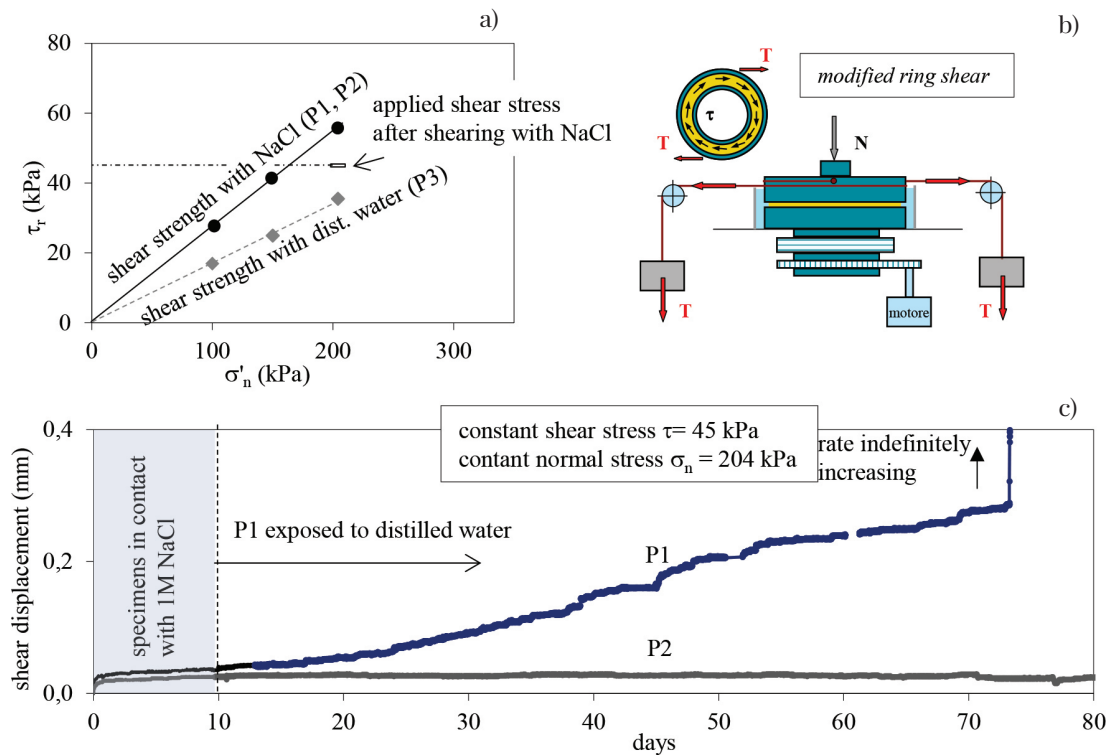 a)
80
60
40
20
0
τr (kPa)
shear strength with NaCl (P1, P2)
shear strength with dist. water (P3)
applied shear stress
after shearing with NaCl
0
100
200
300
σ'n (kPa)
b)
modified ring shear
T
τ
T
N
T
T
motore
c)
0,4
0,2
0,0
shear displacement (mm)
specimens in contact
with 1M NaCl
P1 exposed to distilled water
constant shear stress τ= 45 kPa
contant normal stress σn = 204 kPa
rate indefinitely
increasing
P1
P2
0
10
20
30
40
50
60
70
80
days